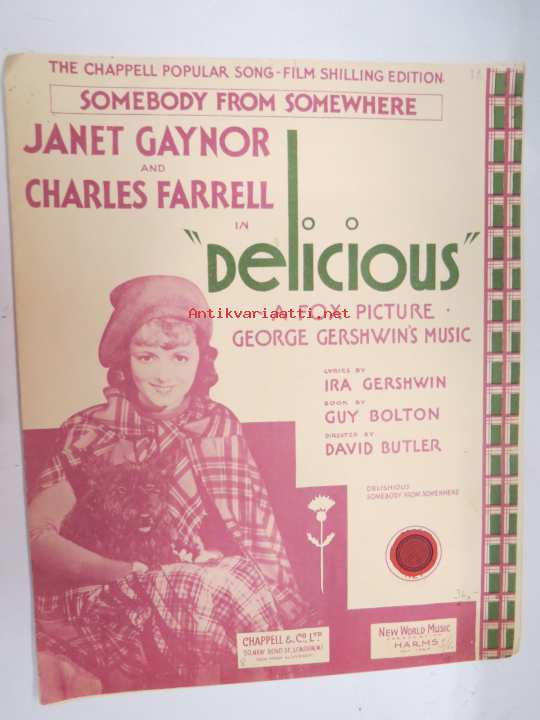 THE CHAPPELL POPULAR SONG-FILM SHILLING EDITION
SOMEBODY FROM SOMEWHERE
JANET GAYNOR
AND
CHARLES FARRELL
IN
"Delicious"
A FOX PICTURE
Antikvariaatti.net
GEORGE GERSHWIN'S MUSIC
LYRICS BY
IRA GERSHWIN
BOOK BY
GUY BOLTON
DIRECTED BY
DAVID BUTLER
DELISHIOUS
SOMEBODY FROM SOMEWHERE
CHAPPELL & CO. LTD
50, NEW BOND ST, LONDON, W.1
NEW WORLD MUSIC
HARMS